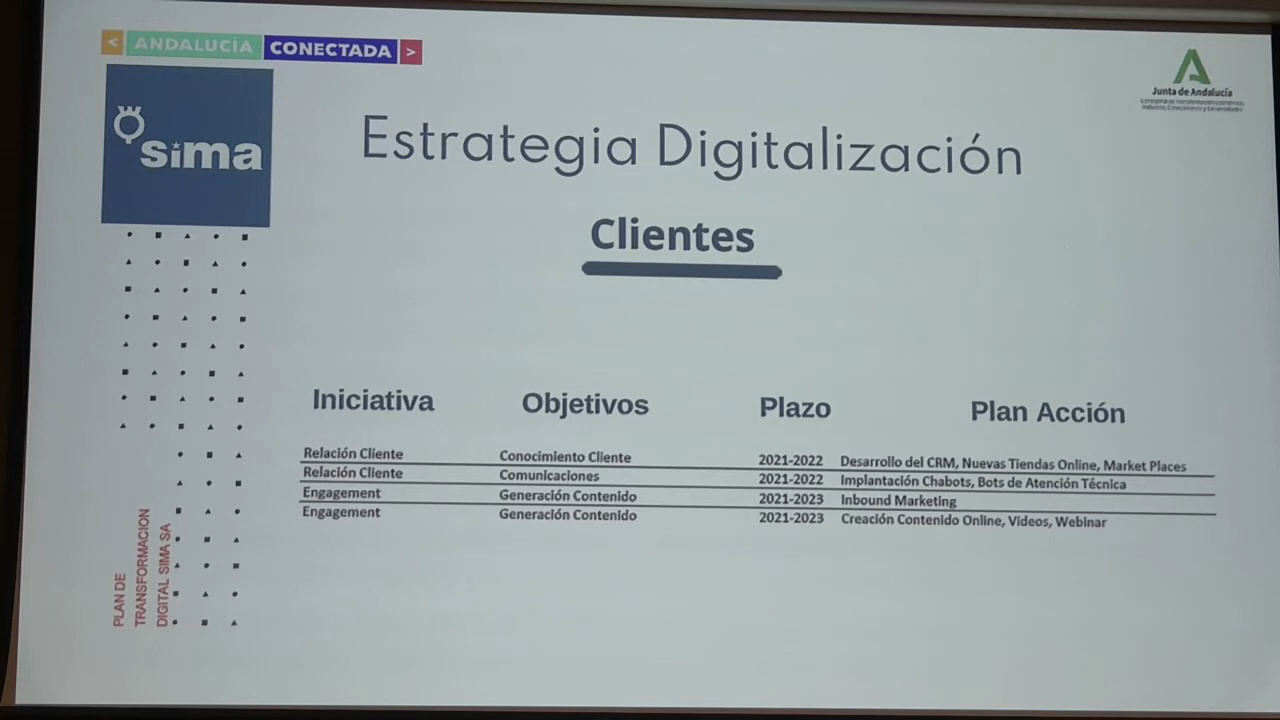 < ANDALUCÍA CONECTADA >
Junta de Andalucía
sima
Estrategia Digitalización
Clientes
Iniciativa Objetivos Plazo Plan Acción
Relación Cliente Conocimiento Cliente 2021-2022 Desarrollo del CRM, Nuevas Tiendas Online, Market Places
Relación Cliente Comunicaciones 2021-2022 Implantación Chabots, Bots de Atención Técnica
Engagement Generación Contenido 2021-2023 Inbound Marketing
Engagement Generación Contenido 2021-2023 Creación Contenido Online, Videos, Webinar
PLAN DE
TRANSFORMACION
DIGITAL SIMA SA